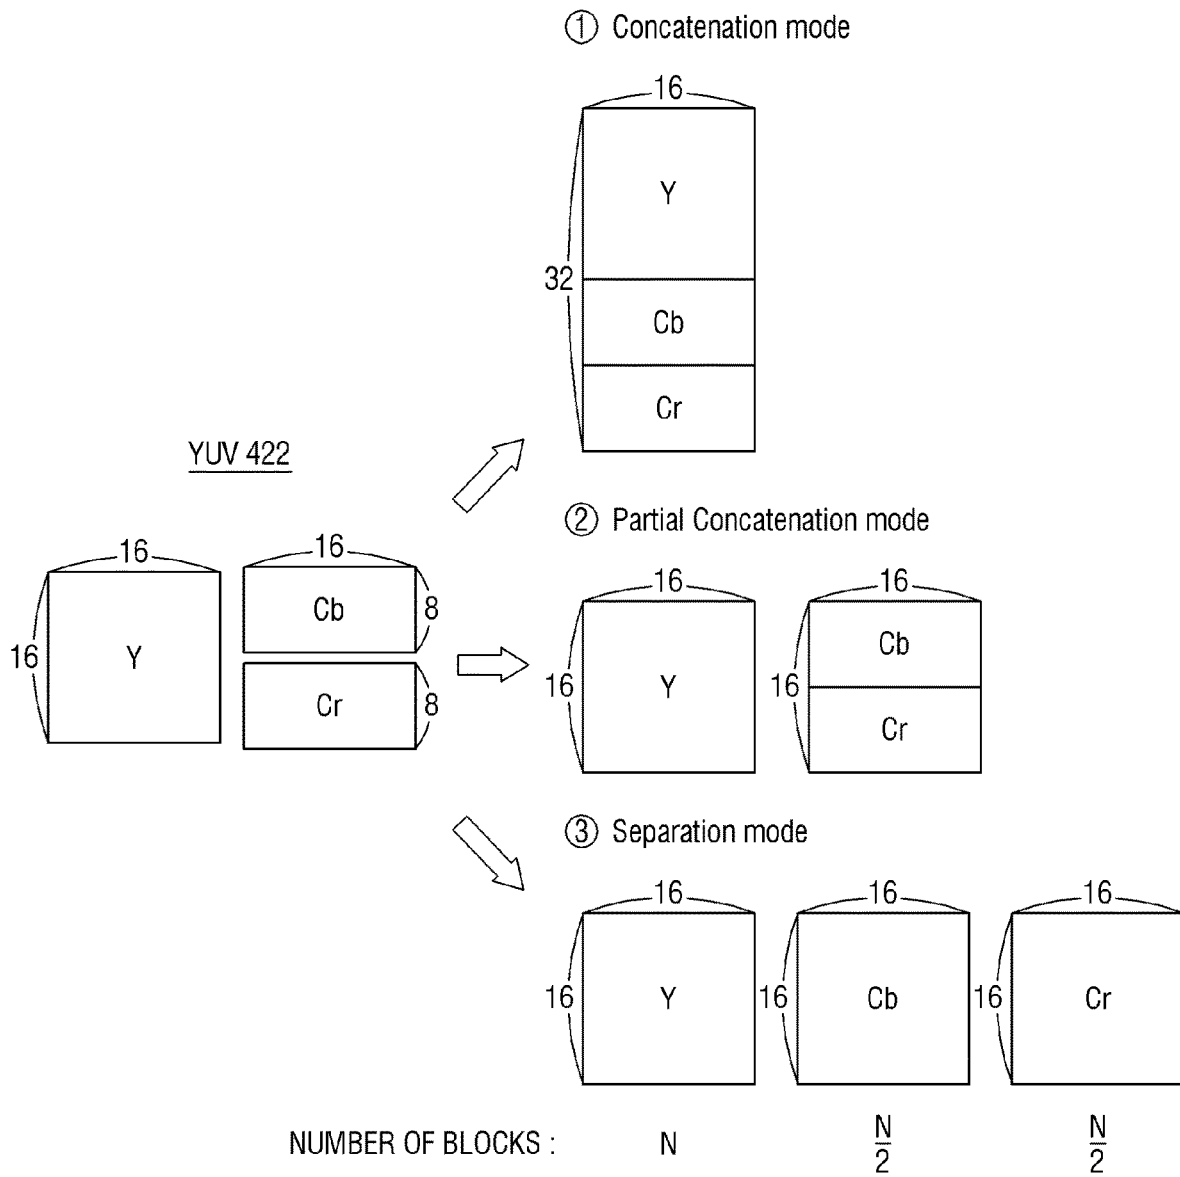 ① Concatenation mode
16
Y
32
Cb
Cr
YUV 422
16
16
Y
16
Cb
8
Cr
8
② Partial Concatenation mode
16
16
Y
16
16
Cb
Cr
③ Separation mode
16
16
16
16
Y
16
Cb
16
Cr
NUMBER OF BLOCKS : N N/2 N/2